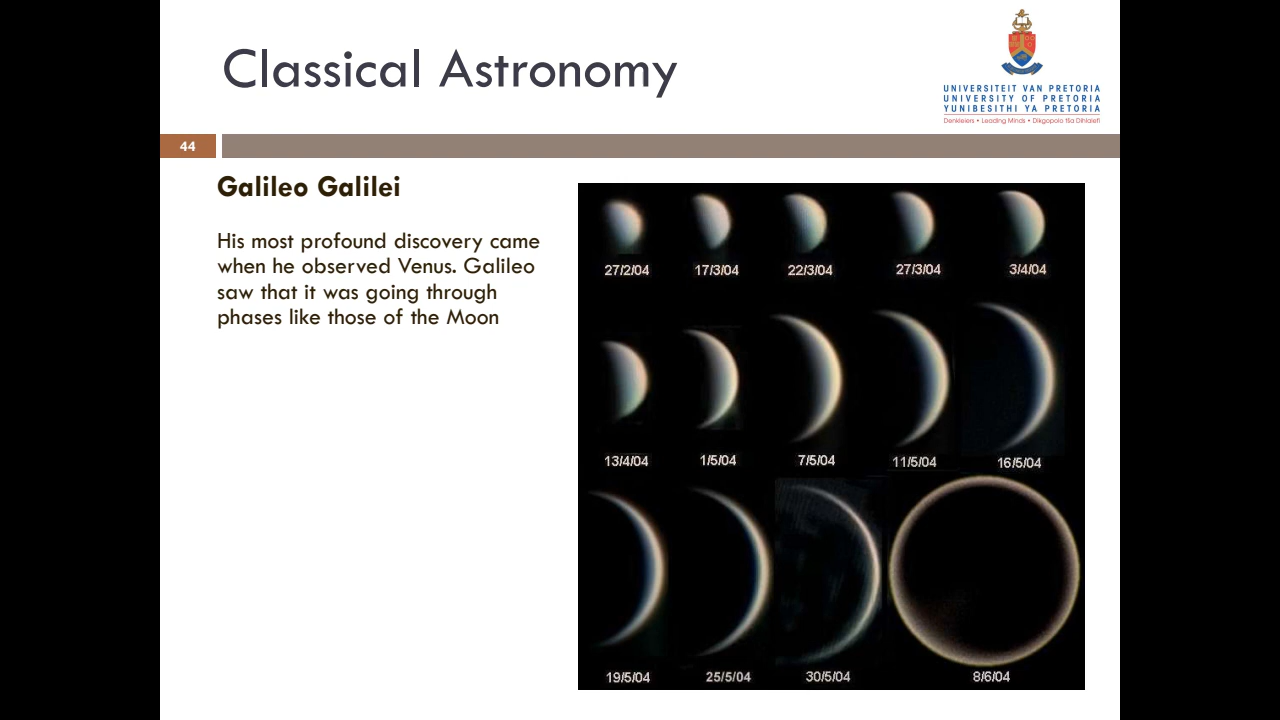 Classical Astronomy
UNIVERSITEIT VAN PRETORIA
UNIVERSITY OF PRETORIA
YUNIBESITHI YA PRETORIA
Denkleiers • Leading Minds • Dikgopolo tša Dihlalefi
44
Galileo Galilei
His most profound discovery came
when he observed Venus. Galileo
saw that it was going through
phases like those of the Moon
27/2/04 17/3/04 22/3/04 27/3/04 3/4/04
13/4/04 1/5/04 7/5/04 11/5/04 16/5/04
19/5/04 25/5/04 30/5/04 8/6/04